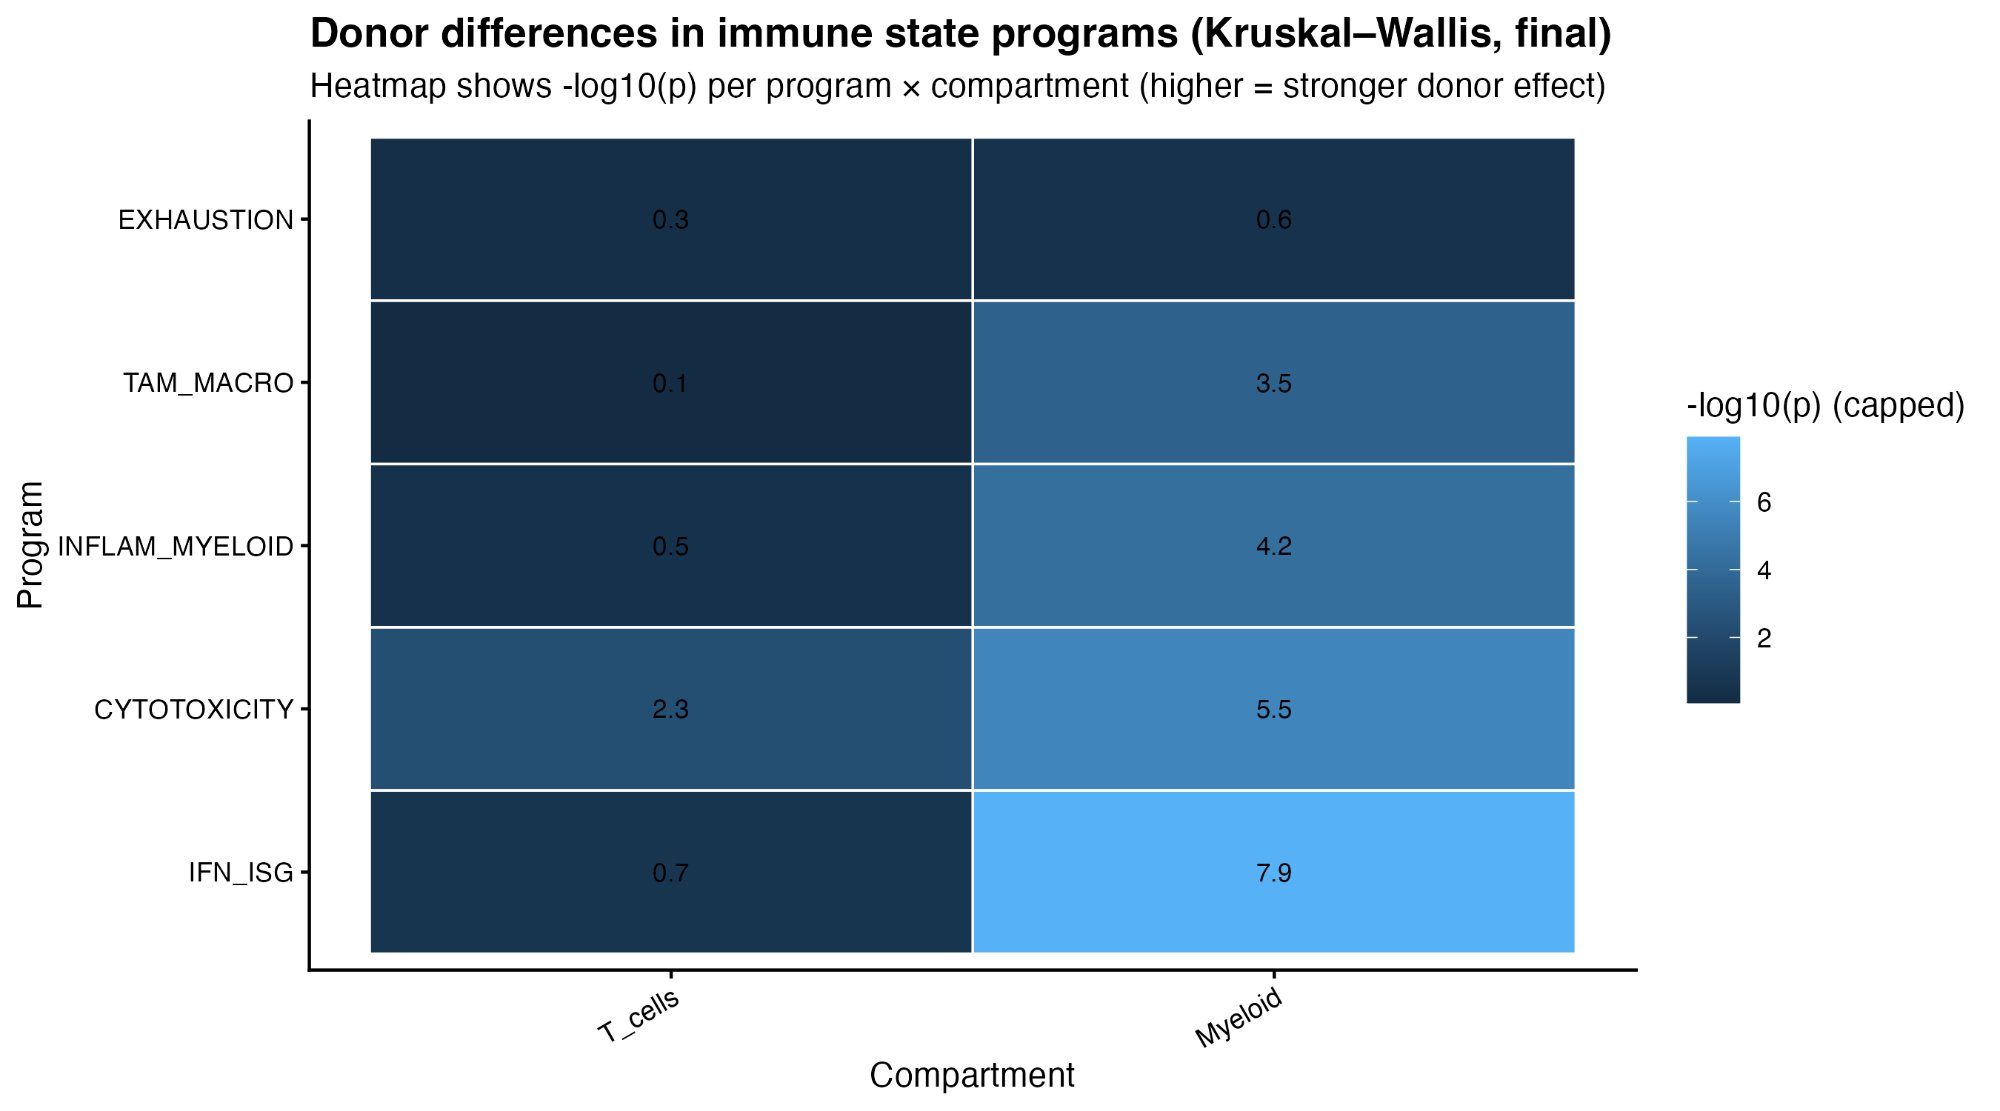 Donor differences in immune state programs (Kruskal–Wallis, final)
Heatmap shows -log10(p) per program × compartment (higher = stronger donor effect)
Program
EXHAUSTION
0.3
0.6
TAM_MACRO
0.1
3.5
INFLAM_MYELOID
0.5
4.2
CYTOTOXICITY
2.3
5.5
IFN_ISG
0.7
7.9
T_cells
Myeloid
Compartment
-log10(p) (capped)
6
4
2